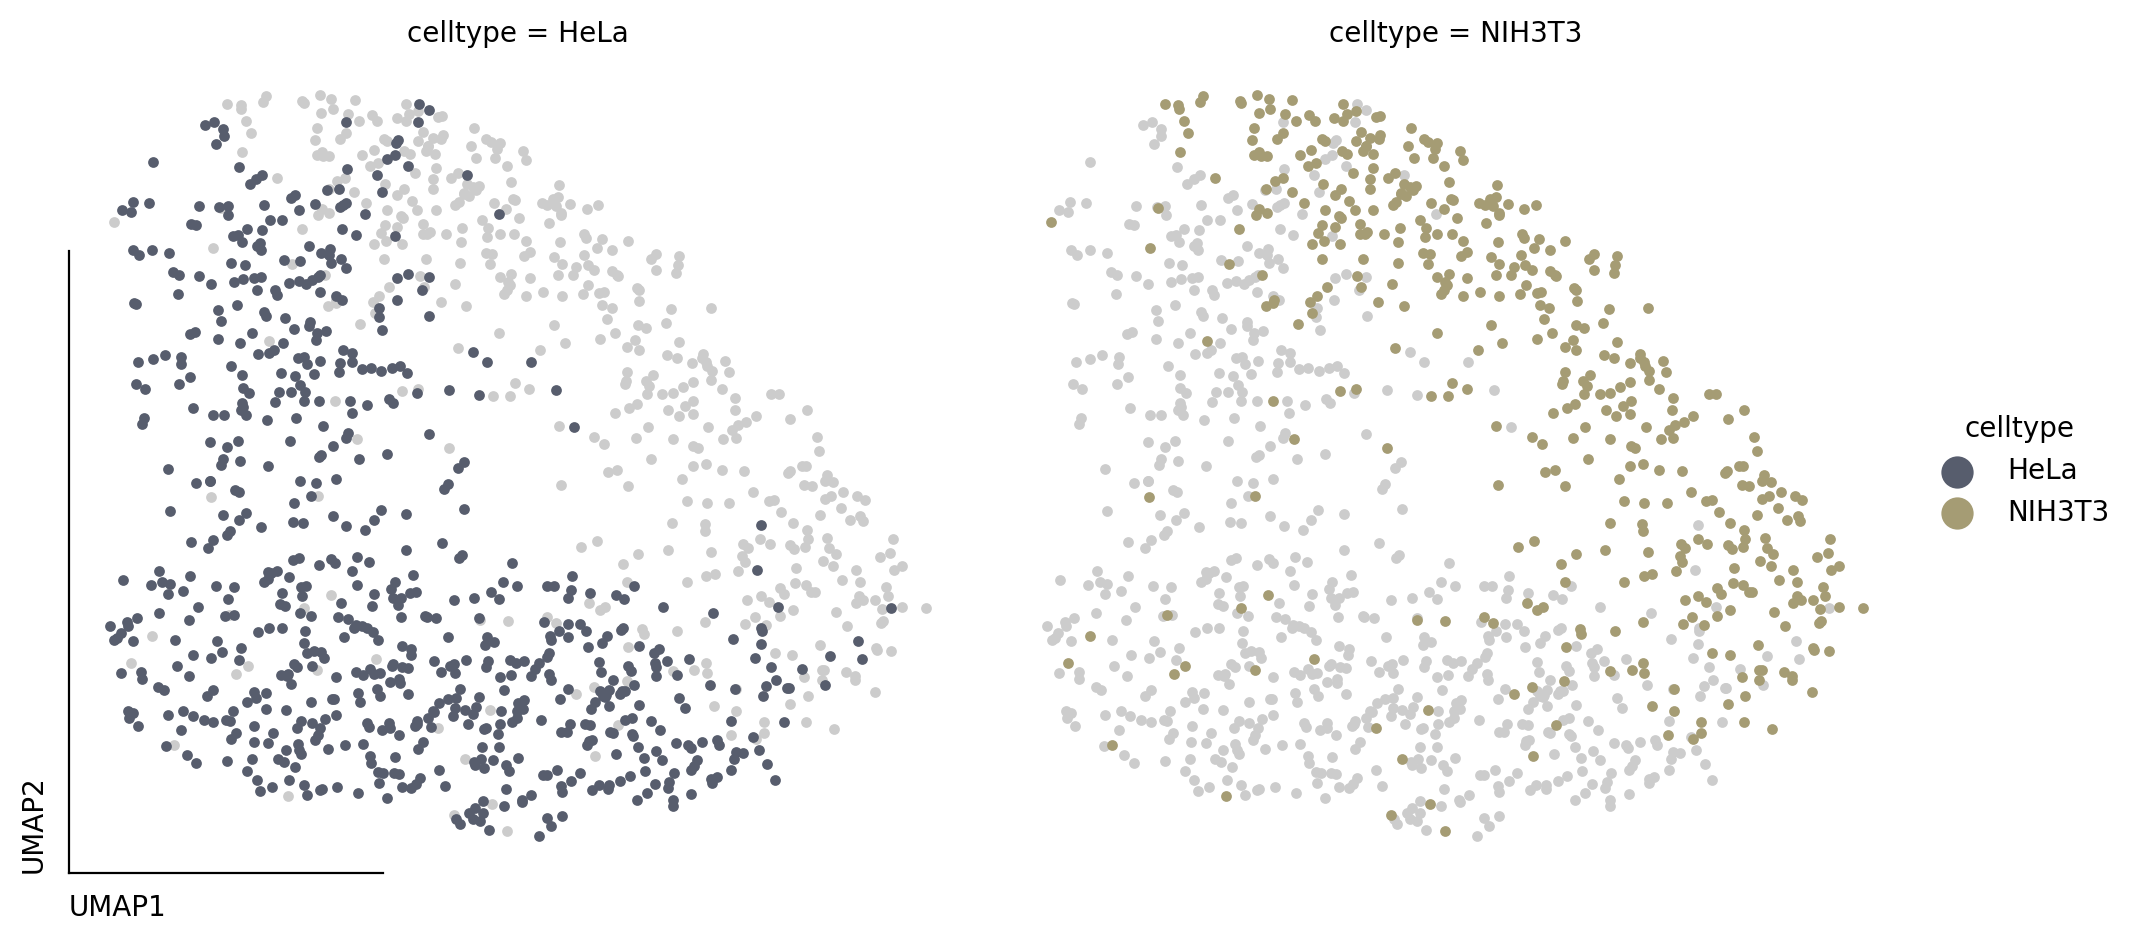 celltype = HeLa
celltype = NIH3T3
celltype
HeLa
NIH3T3
UMAP2
UMAP1